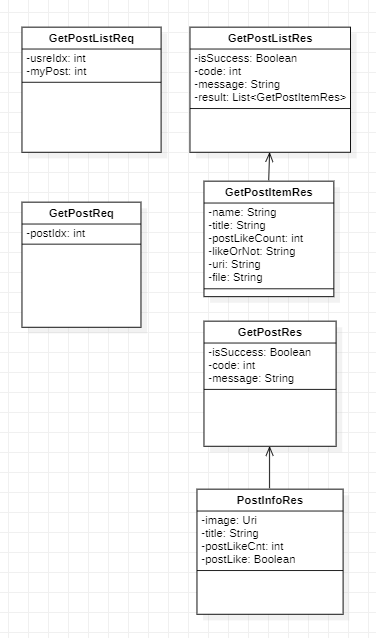 GetPostListReq
-usreIdx: int
-myPost: int
GetPostListRes
-isSuccess: Boolean
-code: int
-message: String
-result: List<GetPostItemRes>
GetPostItemRes
-name: String
-title: String
-postLikeCount: int
-likeOrNot: String
-uri: String
-file: String
GetPostReq
-postIdx: int
GetPostRes
-isSuccess: Boolean
-code: int
-message: String
PostInfoRes
-image: Uri
-title: String
-postLikeCnt: int
-postLike: Boolean